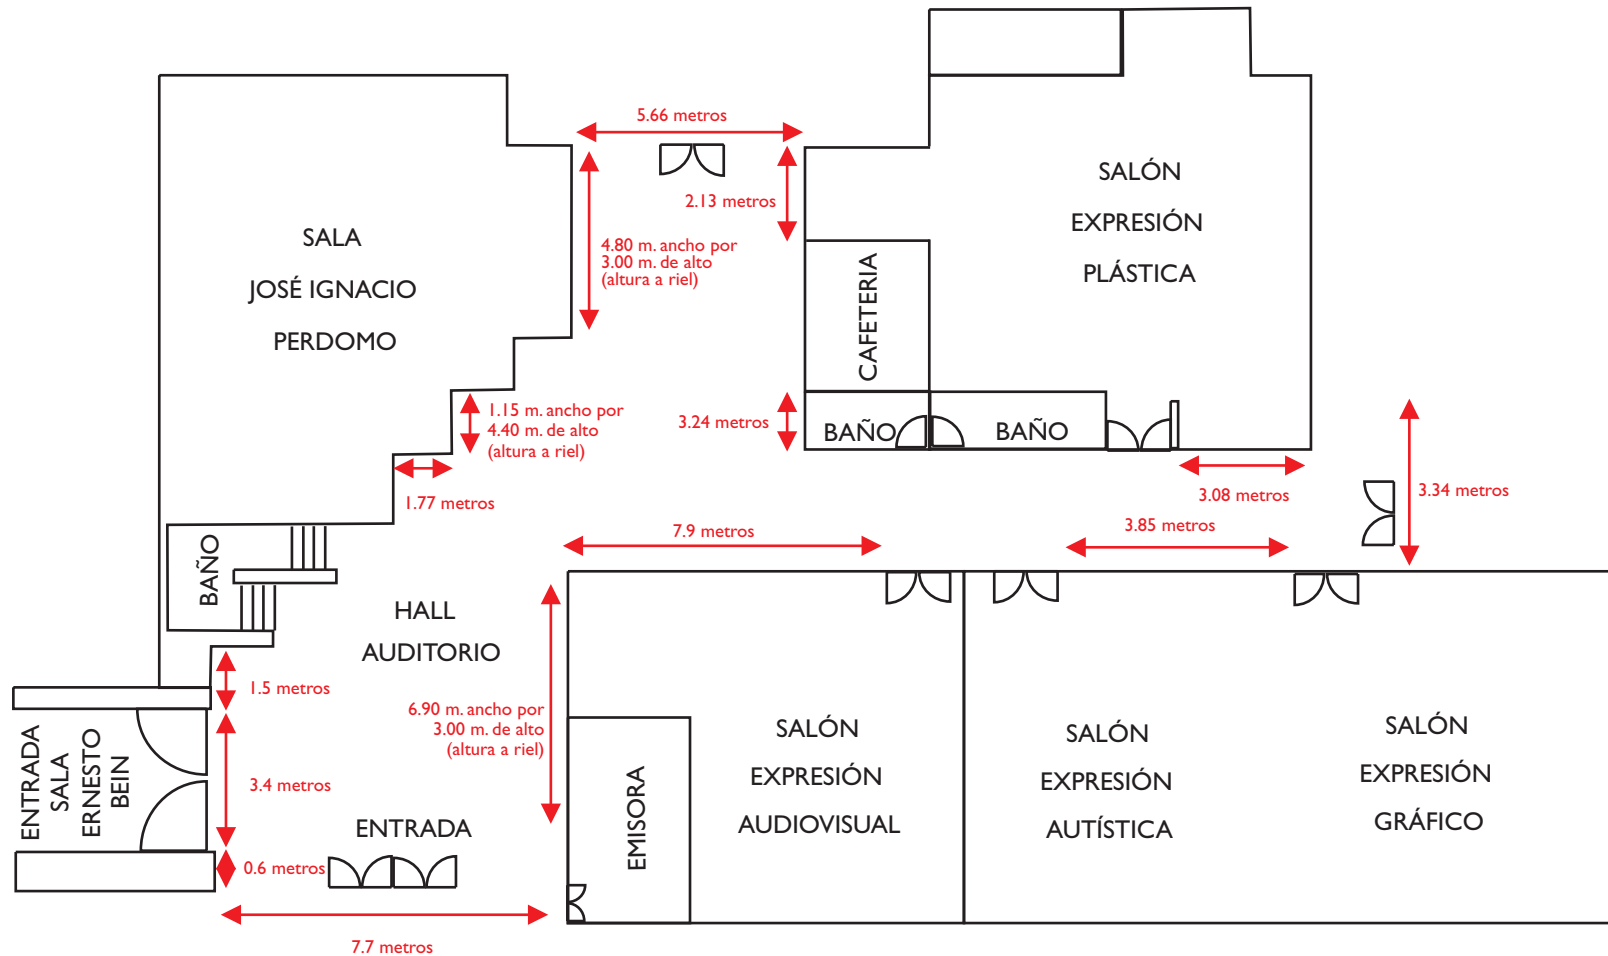 5.66 metros
2.13 metros
SALÓN
EXPRESIÓN
PLÁSTICA
SALA
JOSÉ IGNACIO
PERDOMO
4.80 m. ancho por
3.00 m. de alto
(altura a riel)
CAFETERIA
1.15 m. ancho por
4.40 m. de alto
(altura a riel)
3.24 metros
BAÑO
BAÑO
1.77 metros
3.08 metros
3.34 metros
7.9 metros
3.85 metros
BAÑO
HALL
AUDITORIO
1.5 metros
6.90 m. ancho por
3.00 m. de alto
(altura a riel)
ENTRADA
SALA
ERNESTO
BEIN
3.4 metros
ENTRADA
0.6 metros
7.7 metros
EMISORA
SALÓN
EXPRESIÓN
AUDIOVISUAL
SALÓN
EXPRESIÓN
AUTÍSTICA
SALÓN
EXPRESIÓN
GRÁFICO